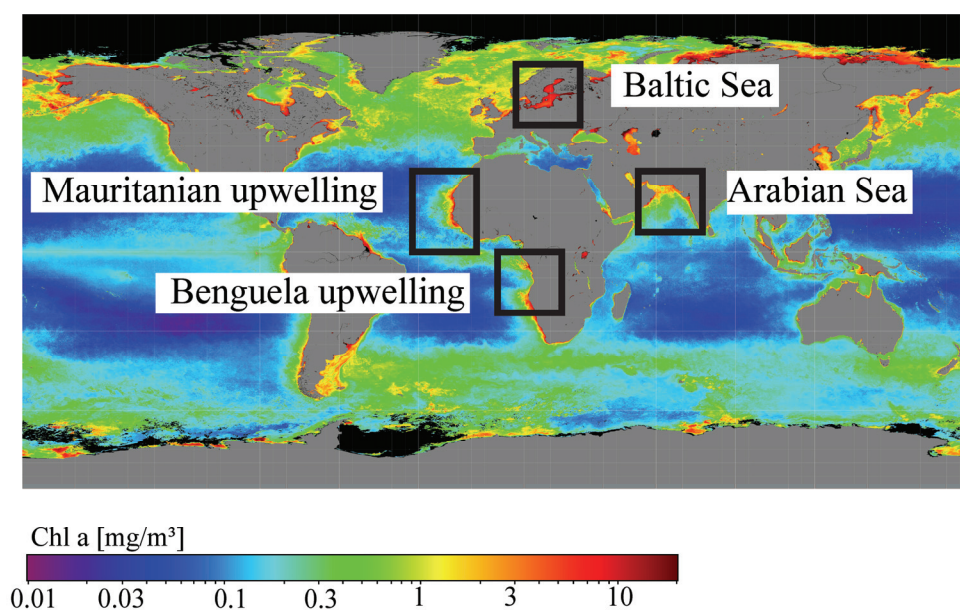 Baltic Sea
Mauritanian upwelling
Arabian Sea
Benguela upwelling
Chl a [mg/m³]
0.01 0.03 0.1 0.3 1 3 10